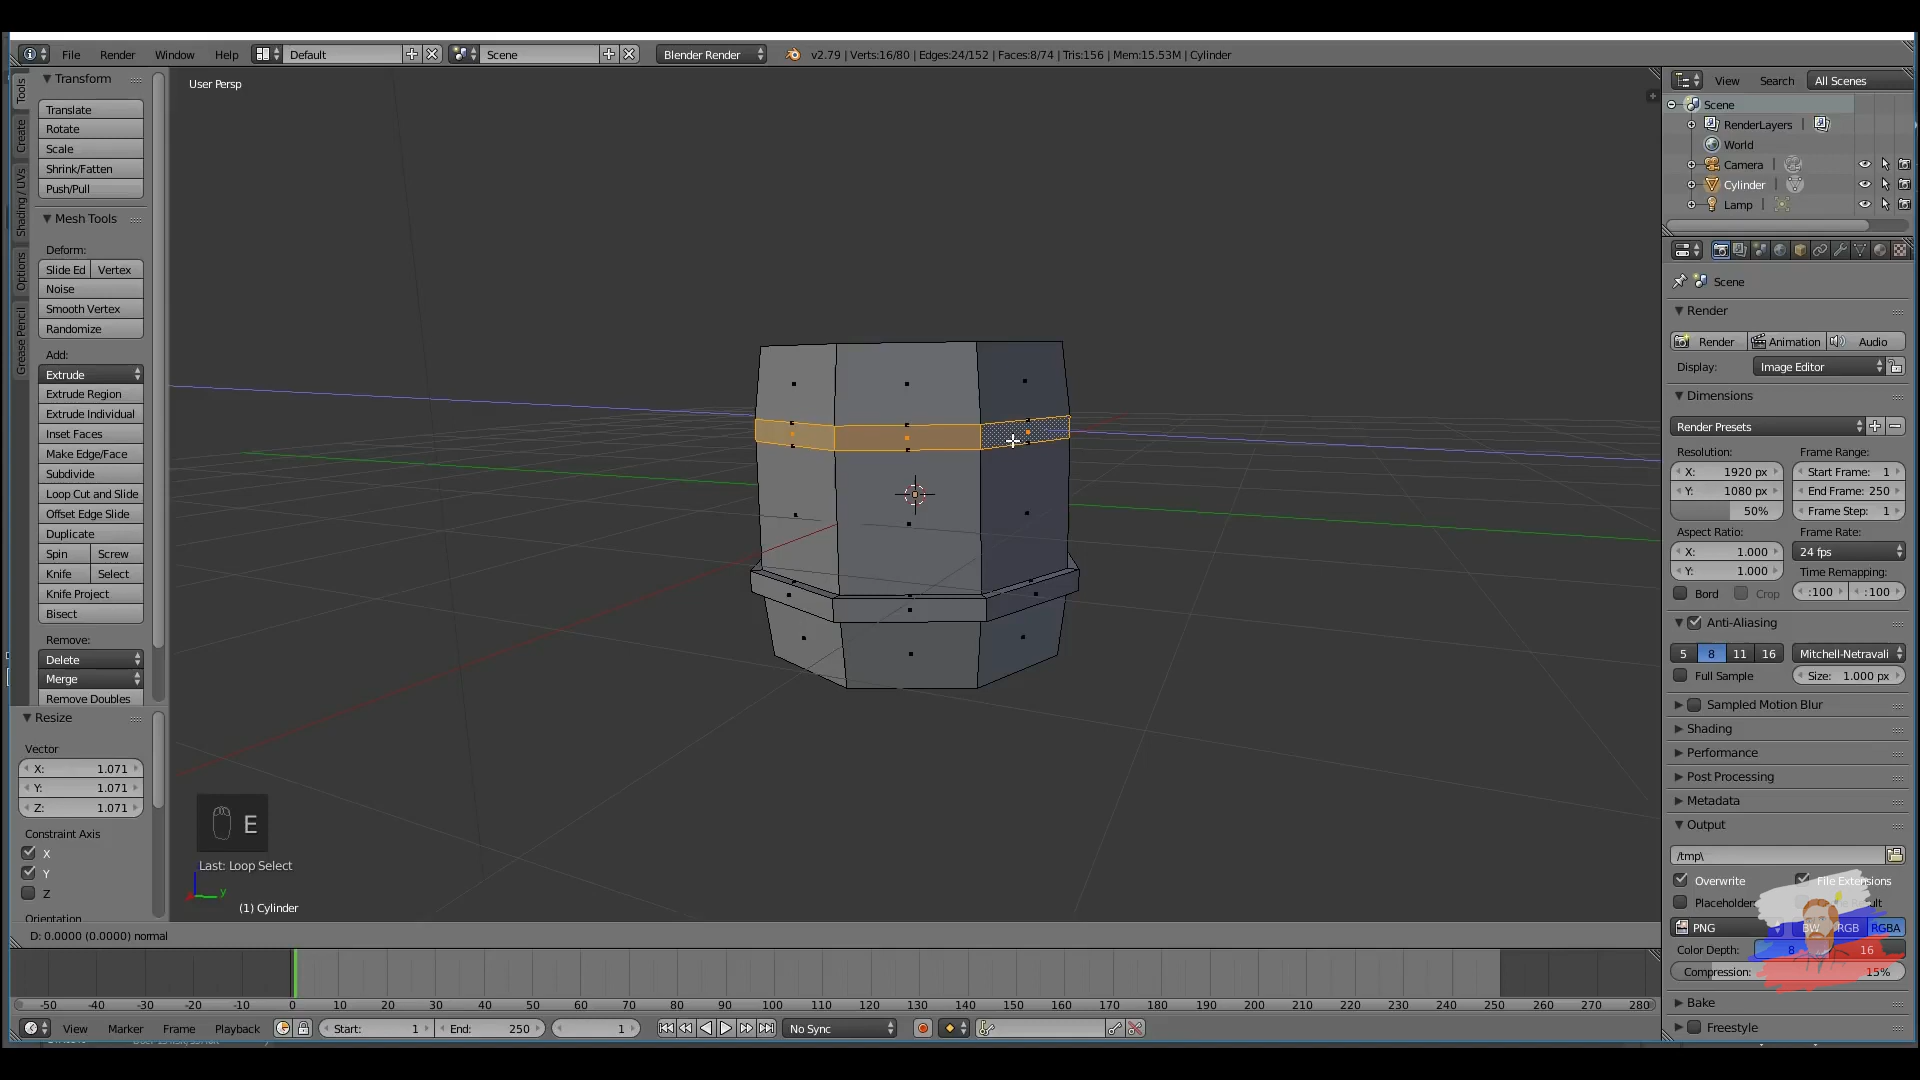 File Render Window Help Default Scene Blender Render v2.79 | Verts:16/80 | Edges:24/152 | Faces:8/74 | Tris:156 | Mem:15.53M | Cylinder
Tools
Create
Shading / UVs
Options
Grease Pencil
Transform
Translate
Rotate
Scale
Shrink/Fatten
Push/Pull
Mesh Tools
Deform:
Slide Ed Vertex
Noise
Smooth Vertex
Randomize
Add:
Extrude
Extrude Region
Extrude Individual
Inset Faces
Make Edge/Face
Subdivide
Loop Cut and Slide
Offset Edge Slide
Duplicate
Spin Screw
Knife Select
Knife Project
Bisect
Remove:
Delete
Merge
Remove Doubles
Resize
Vector
X: 1.071
Y: 1.071
Z: 1.071
Constraint Axis
X
Y
Z
Orientation
User Persp
E
Last: Loop Select
y
(1) Cylinder
D: 0.0000 (0.0000) normal
View Search All Scenes
Scene
RenderLayers |
World
Camera |
Cylinder |
Lamp |
Scene
Render
Render Animation Audio
Display: Image Editor
Dimensions
Render Presets
Resolution: Frame Range:
X: 1920 px Start Frame: 1
Y: 1080 px End Frame: 250
50% Frame Step: 1
Aspect Ratio: Frame Rate:
X: 1.000 24 fps
Y: 1.000 Time Remapping:
Bord Crop :100 :100
Anti-Aliasing
5 8 11 16 Mitchell-Netravali
Full Sample Size: 1.000 px
Sampled Motion Blur
Shading
Performance
Post Processing
Metadata
Output
/tmp\
Overwrite File Extensions
PNG BW RGB RGBA
Color Depth: 8 16
Compression: 15%
Bake
Freestyle
-50 -40 -30 -20 -10 0 10 20 30 40 50 60 70 80 90 100 110 120 130 140 150 160 170 180 190 200 210 220 230 240 250 260 270 280
View Marker Frame Playback Start: 1 End: 250 1 No Sync